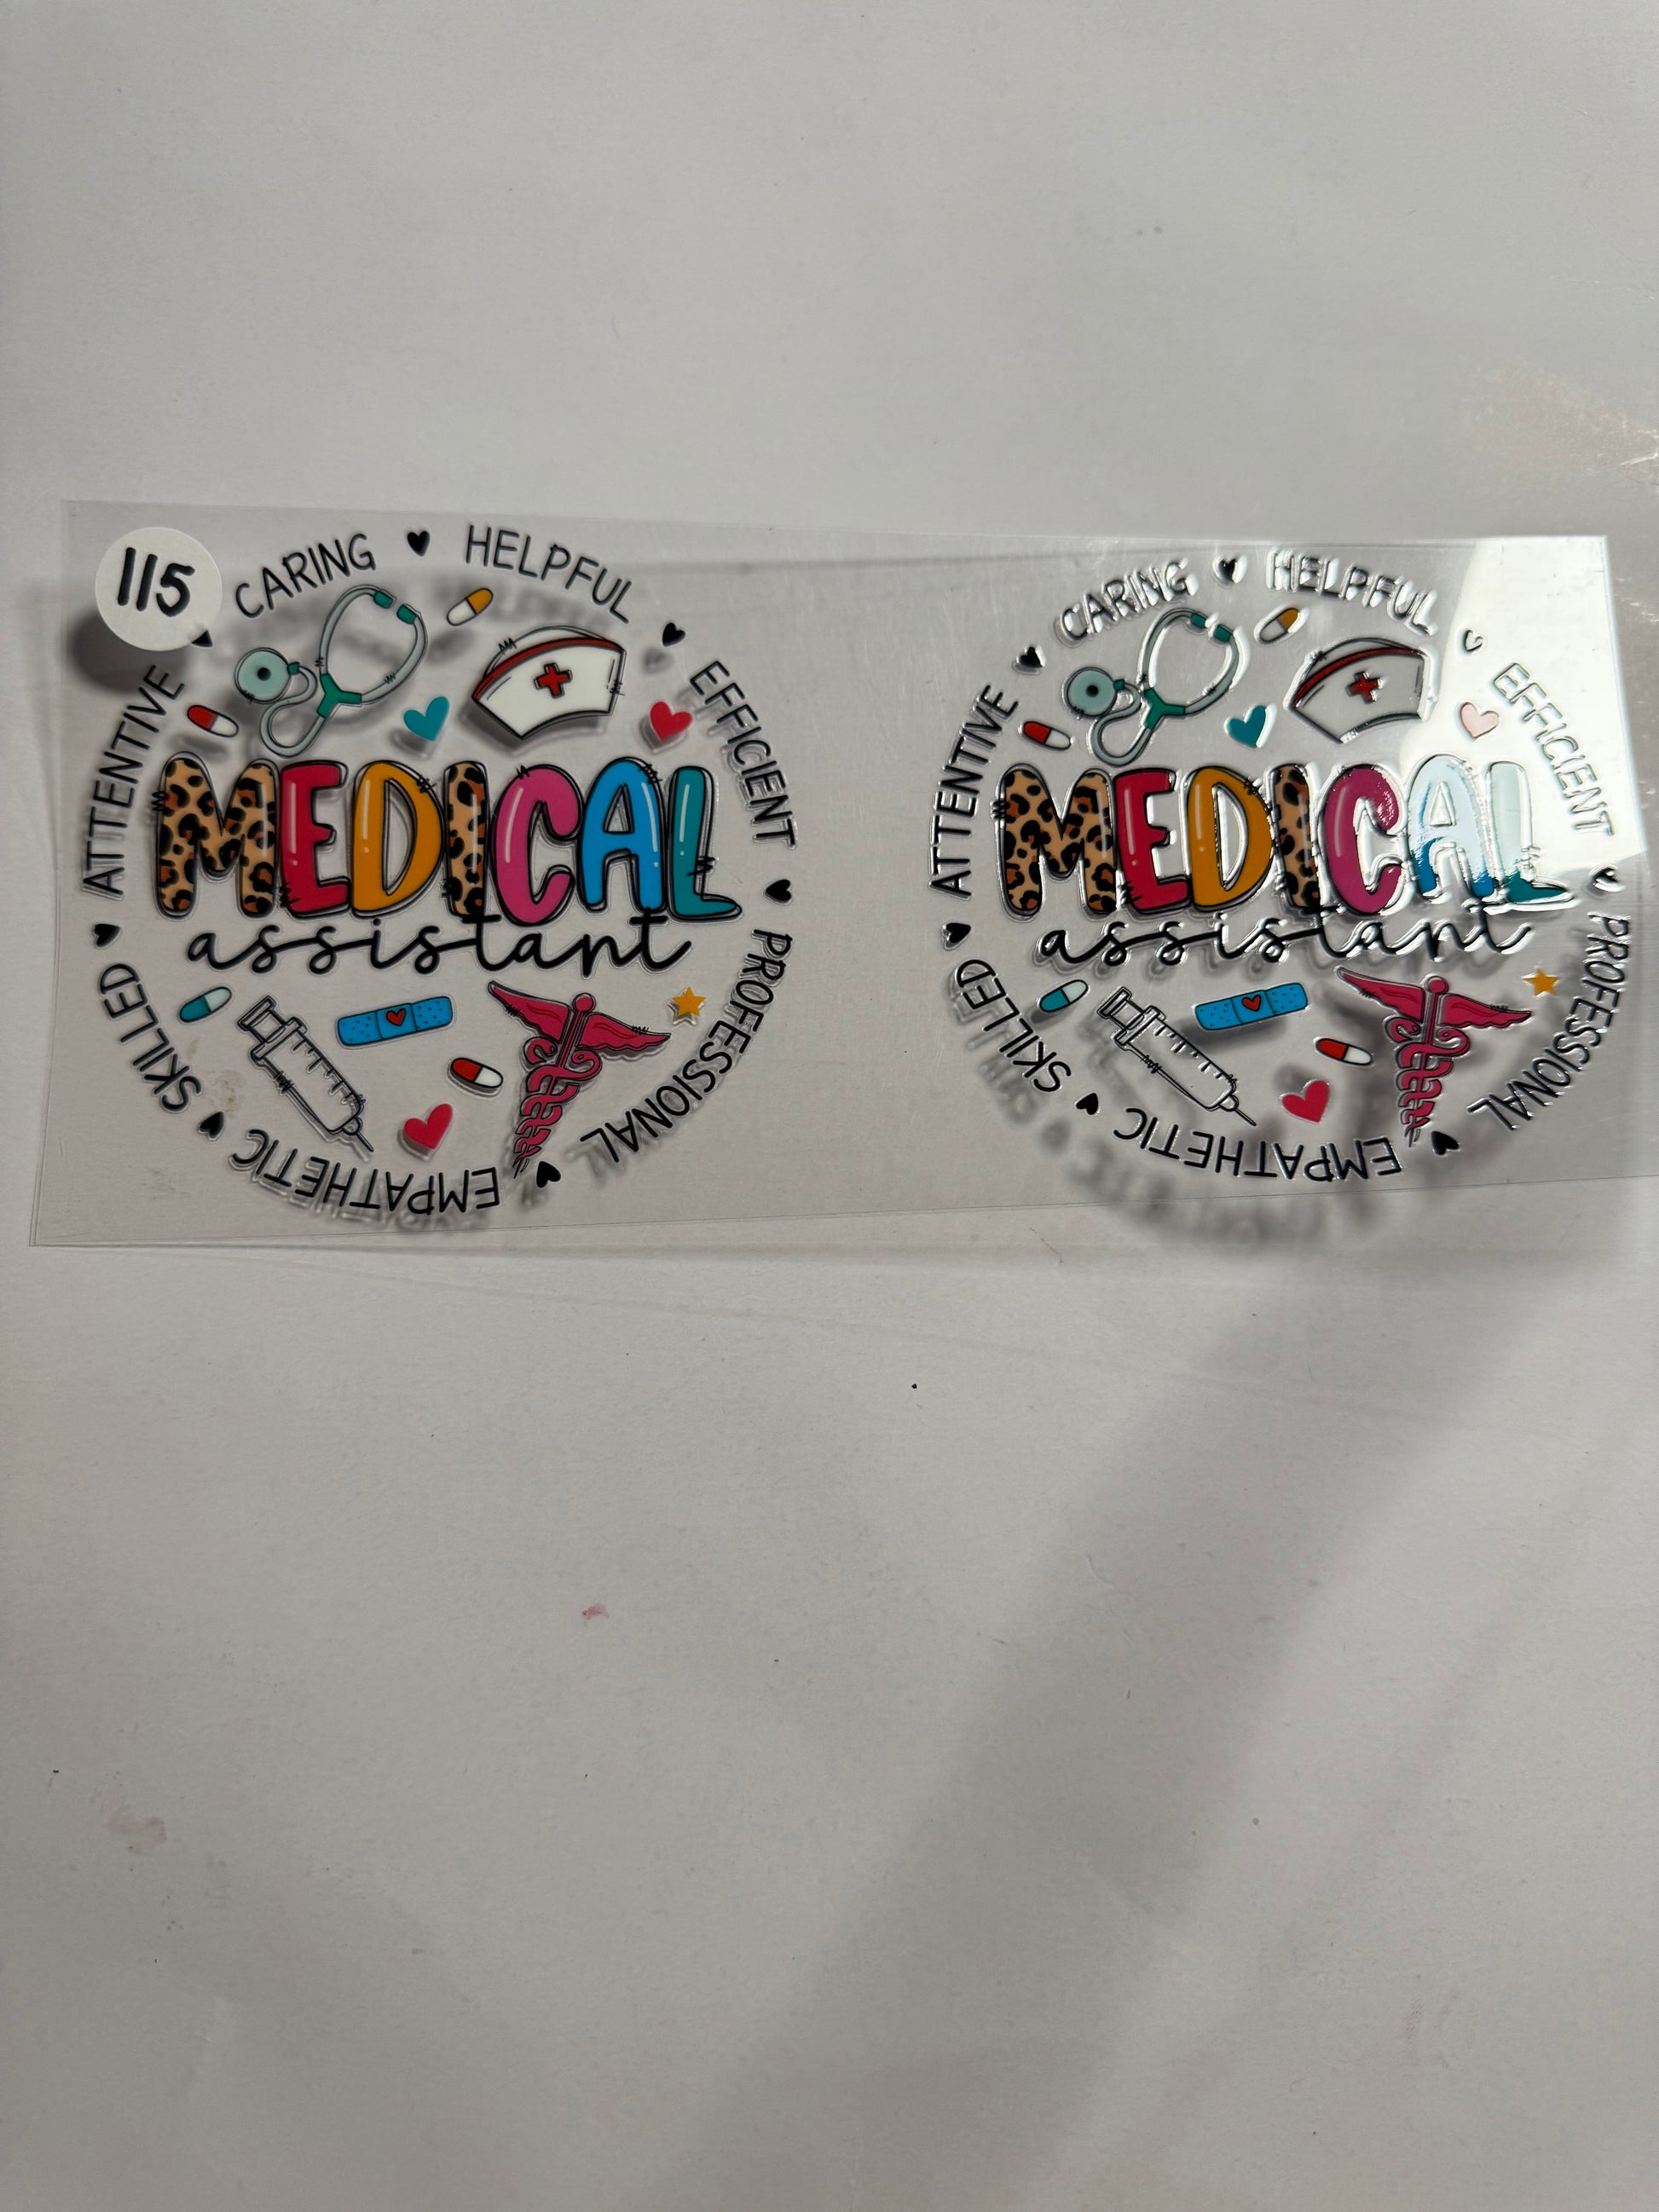 115
CARING HELPFUL EFFICIENT PROFESSIONAL EMPATHETIC SKILLED ATTENTIVE
MEDICAL
assistant
CARING HELPFUL EFFICIENT PROFESSIONAL EMPATHETIC SKILLED ATTENTIVE
MEDICAL
assistant